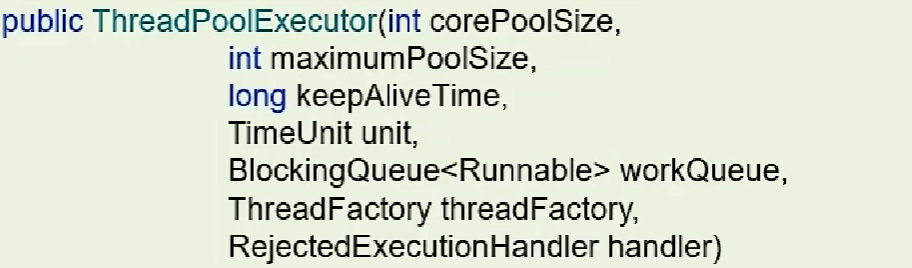 public ThreadPoolExecutor(int corePoolSize,
int maximumPoolSize,
long keepAliveTime,
TimeUnit unit,
BlockingQueue<Runnable> workQueue,
ThreadFactory threadFactory,
RejectedExecutionHandler handler)